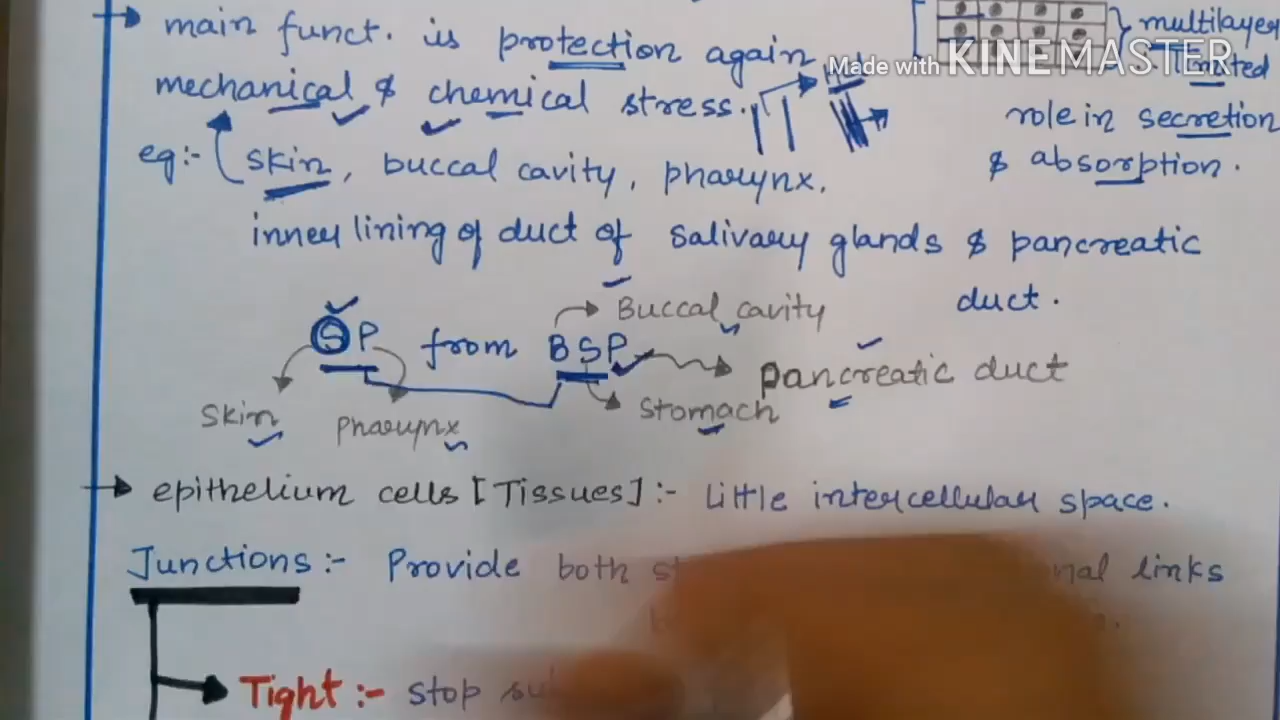 → main funct. is protection again
mechanical & chemical stress.
eg:- skin, buccal cavity, pharynx,
inner lining of duct of salivary glands & pancreatic
duct.
} multilayer
Made with KINEMASTER
role in secretion
& absorption.
SP from BSP
Buccal cavity
pancreatic duct
Stomach
Skin
Pharynx
→ epithelium cells [Tissues] :- Little intercellular space.
Junctions :- Provide both links
→ Tight :- stop